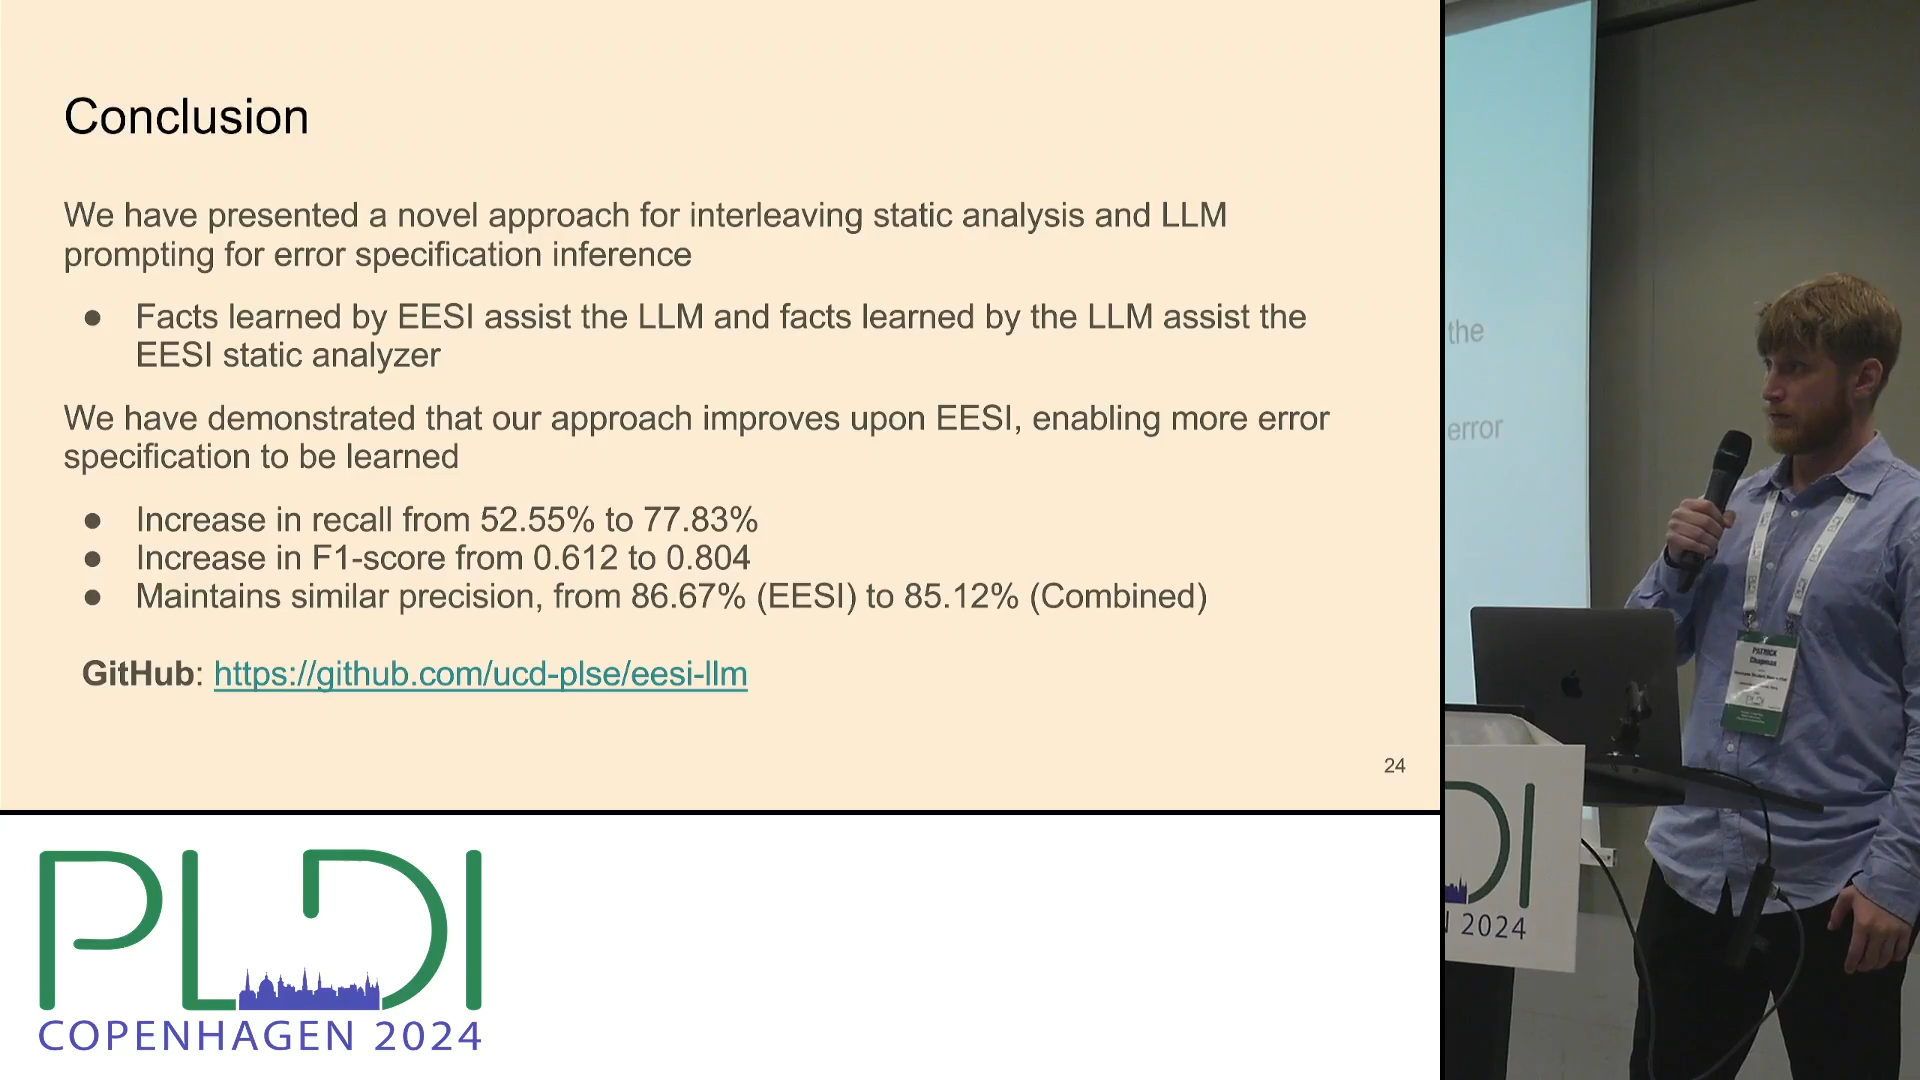 Conclusion
We have presented a novel approach for interleaving static analysis and LLM
prompting for error specification inference
● Facts learned by EESI assist the LLM and facts learned by the LLM assist the
EESI static analyzer
We have demonstrated that our approach improves upon EESI, enabling more error
specification to be learned
● Increase in recall from 52.55% to 77.83%
● Increase in F1-score from 0.612 to 0.804
● Maintains similar precision, from 86.67% (EESI) to 85.12% (Combined)
GitHub: https://github.com/ucd-plse/eesi-llm
24
PLDI
COPENHAGEN 2024
the
error
PATRICK
Chapman
PLDI
DI
N 2024